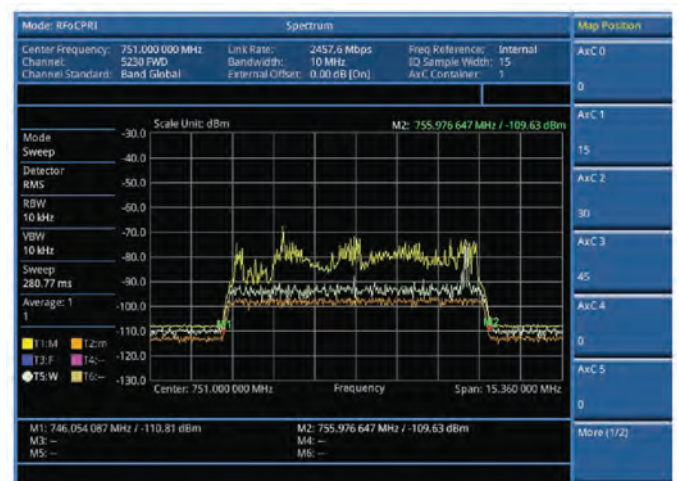 Mode: RFoCPRI Spectrum Map Position
Center Frequency: 751.000 000 MHz Link Rate: 2457.6 Mbps Freq Reference: Internal
Channel: 5230 FWD Bandwidth: 10 MHz IQ Sample Width: 15
Channel Standard: Band Global External Offset: 0.00 dB [On] AxC Container: 1
AxC 0
0
AxC 1
15
AxC 2
30
AxC 3
45
AxC 4
0
AxC 5
0
More (1/2)
Scale Unit: dBm M2: 755.976 647 MHz / -109.63 dBm
Mode
Sweep
Detector
RMS
RBW
10 kHz
VBW
10 kHz
Sweep
280.77 ms
Average: 1
1
T1:M T2:m
T3:F T4:--
T5:W T6:--
-30.0
-40.0
-50.0
-60.0
-70.0
-80.0
-90.0
-100.0
-110.0
-120.0
-130.0
M1 M2
Center: 751.000 000 MHz Frequency Span: 15.360 000 MHz
M1: 746.054 087 MHz / -110.81 dBm M2: 755.976 647 MHz / -109.63 dBm
M3: -- M4: --
M5: -- M6: --